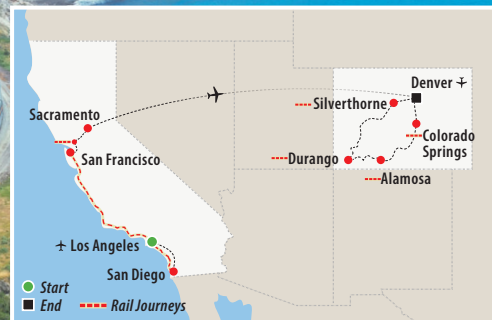 Denver
Silverthorne
Sacramento
Colorado
Springs
San Francisco
Durango
Alamosa
Los Angeles
San Diego
Start
End
Rail Journeys